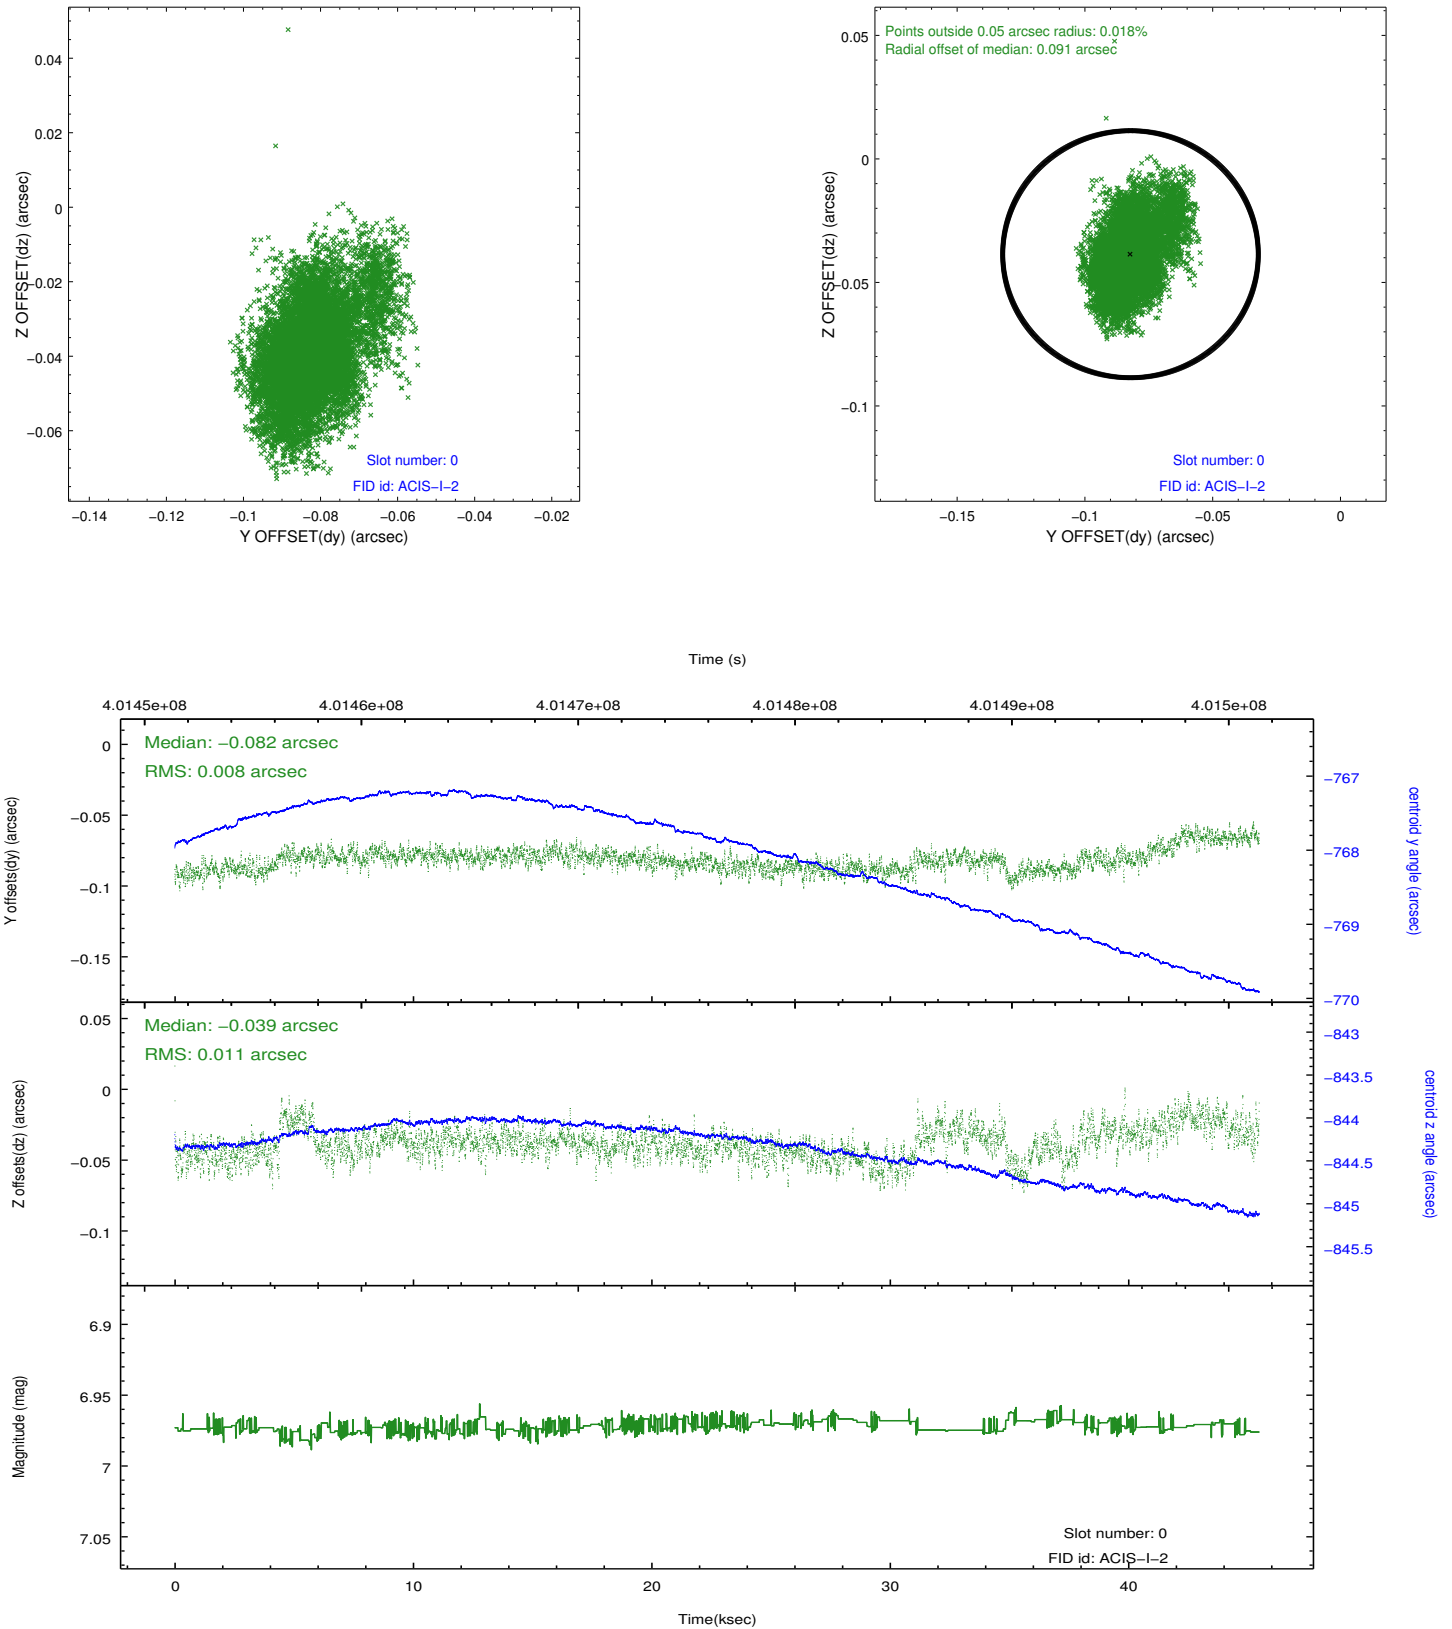 0.04
0.02
0
−0.02
−0.04
−0.06
Z OFFSET(dz) (arcsec)
Slot number: 0
FID id: ACIS−I−2
−0.14 −0.12 −0.1 −0.08 −0.06 −0.04 −0.02
Y OFFSET(dy) (arcsec)
Points outside 0.05 arcsec radius: 0.018%
Radial offset of median: 0.091 arcsec
0.05
0
−0.05
−0.1
Z OFFSET(dz) (arcsec)
Slot number: 0
FID id: ACIS−I−2
−0.15 −0.1 −0.05 0
Y OFFSET(dy) (arcsec)
Time (s)
4.0145e+08 4.0146e+08 4.0147e+08 4.0148e+08 4.0149e+08 4.015e+08
Median: −0.082 arcsec
RMS: 0.008 arcsec
0
−0.05
−0.1
−0.15
Y offsets(dy) (arcsec)
−767
−768
−769
−770
centroid y angle (arcsec)
Median: −0.039 arcsec
RMS: 0.011 arcsec
0.05
0
−0.05
−0.1
Z offsets(dz) (arcsec)
−843
−843.5
−844
−844.5
−845
−845.5
centroid z angle (arcsec)
6.9
6.95
7
7.05
Magnitude (mag)
Slot number: 0
FID id: ACIS−I−2
0 10 20 30 40
Time(ksec)